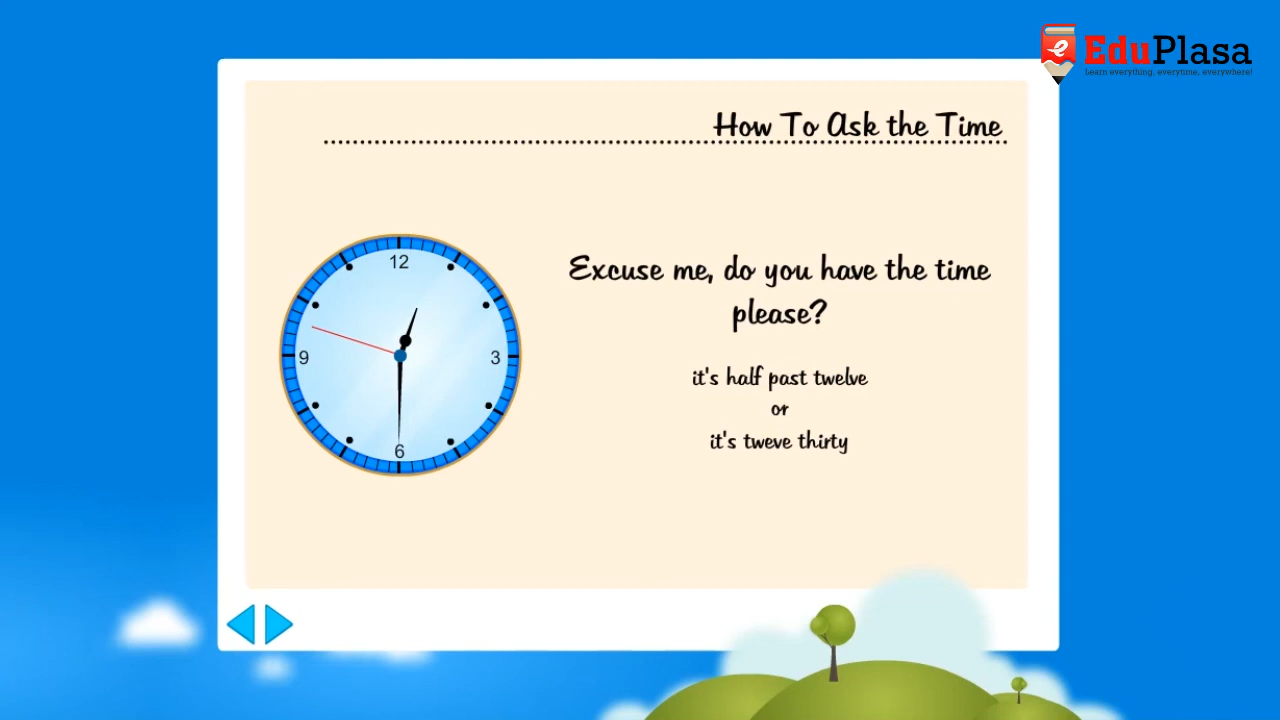 EduPlasa
Learn everything, everytime, everywhere!
How To Ask the Time
12
9
3
6
Excuse me, do you have the time
please?
it's half past twelve
or
it's tweve thirty